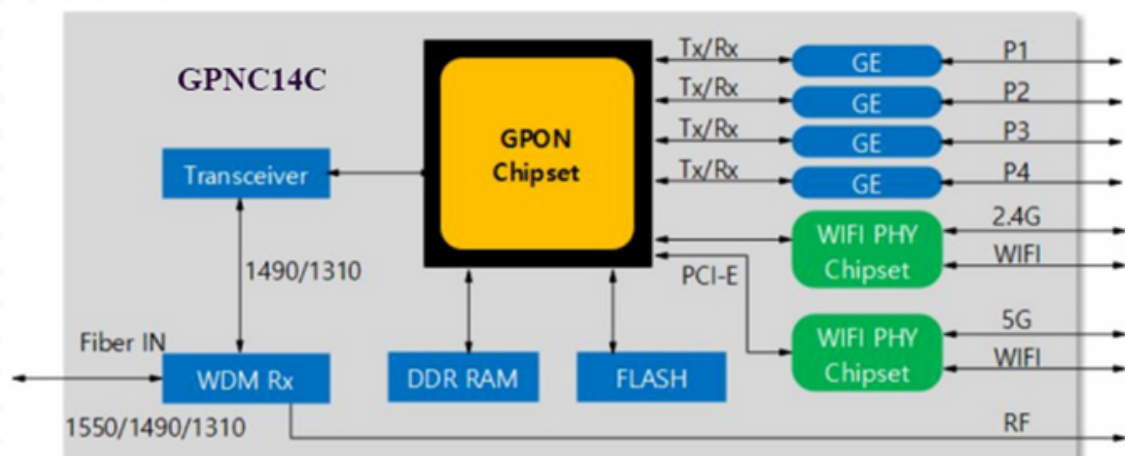 GPNC14C
GPON
Chipset
Tx/Rx
GE
P1
Tx/Rx
GE
P2
Tx/Rx
GE
P3
Tx/Rx
GE
P4
Transceiver
1490/1310
WIFI PHY
Chipset
2.4G
WIFI
PCI-E
WIFI PHY
Chipset
5G
WIFI
Fiber IN
WDM Rx
DDR RAM
FLASH
1550/1490/1310
RF